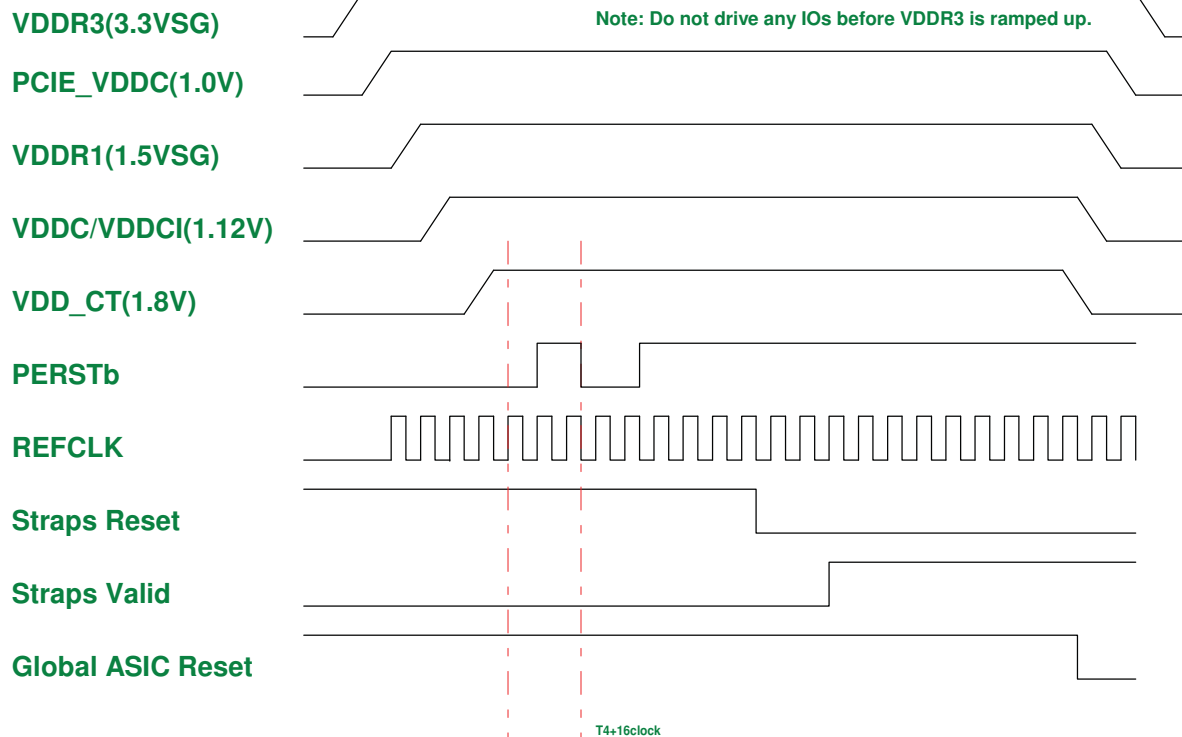 VDDR3(3.3VSG)
Note: Do not drive any IOs before VDDR3 is ramped up.
PCIE_VDDC(1.0V)
VDDR1(1.5VSG)
VDDC/VDDCI(1.12V)
VDD_CT(1.8V)
PERSTb
REFCLK
Straps Reset
Straps Valid
Global ASIC Reset
T4+16clock